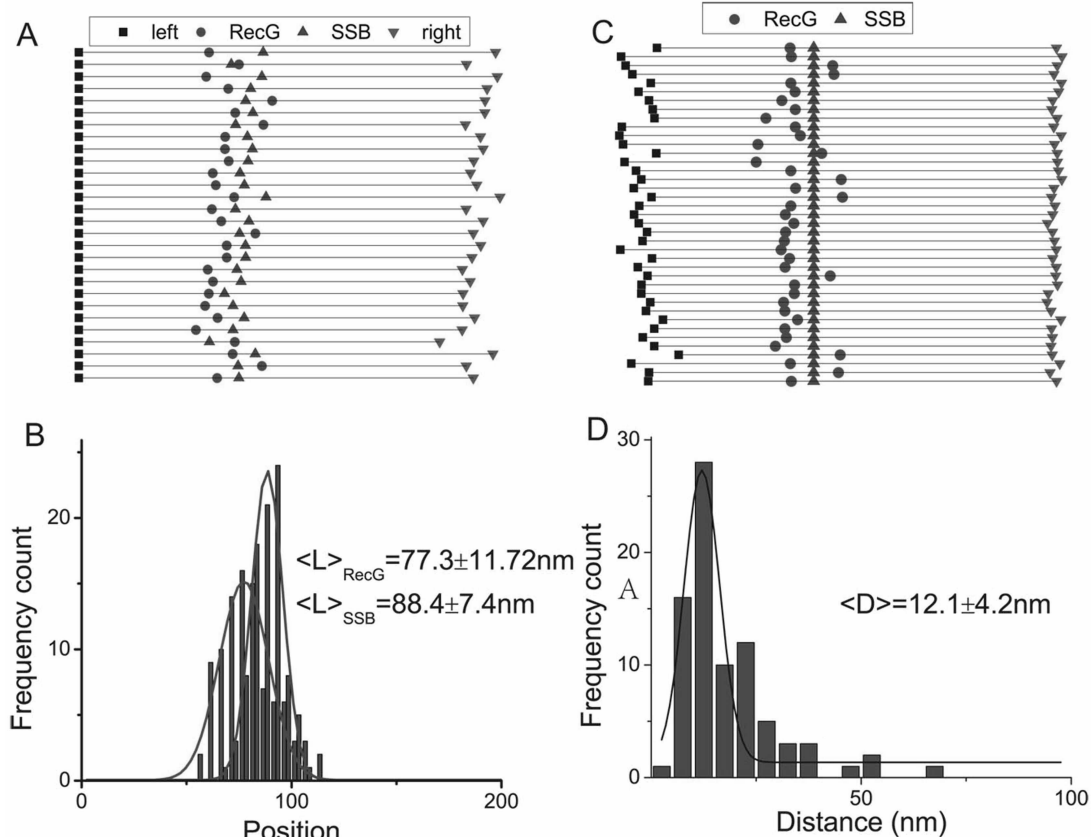 A
left RecG SSB right
C
RecG SSB
B
Frequency count
20
10
0
0 100 200
Position
<L>RecG=77.3±11.72nm
<L>SSB=88.4±7.4nm
D
Frequency count
30
20
10
0
50 100
Distance (nm)
A
<D>=12.1±4.2nm